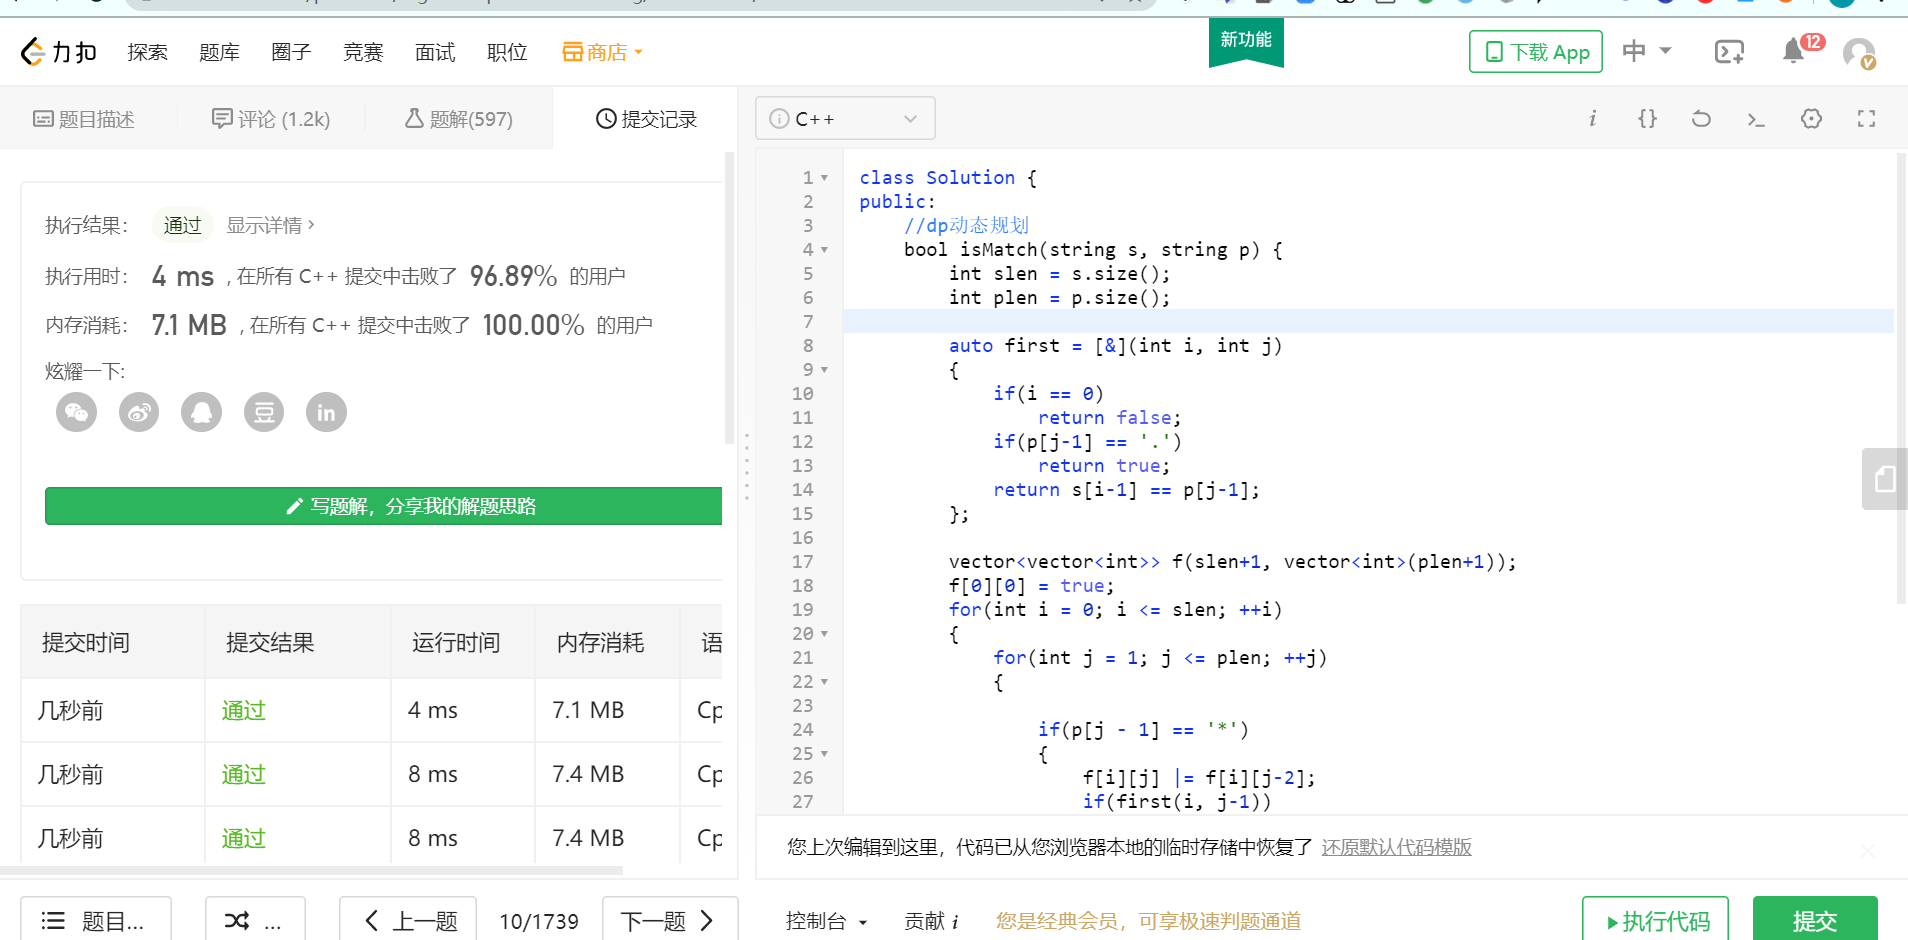 力扣 探索 题库 圈子 竞赛 面试 职位 商店 新功能 下载 App 中 12
题目描述 评论 (1.2k) 题解(597) 提交记录
执行结果： 通过 显示详情 >
执行用时： 4 ms , 在所有 C++ 提交中击败了 96.89% 的用户
内存消耗： 7.1 MB , 在所有 C++ 提交中击败了 100.00% 的用户
炫耀一下:
豆 in
写题解，分享我的解题思路
提交时间 提交结果 运行时间 内存消耗 语
几秒前 通过 4 ms 7.1 MB Cp
几秒前 通过 8 ms 7.4 MB Cp
几秒前 通过 8 ms 7.4 MB Cp
题目... ... 上一题 10/1739 下一题
i C++ i {} >_
1 class Solution {
2 public:
3     //dp动态规划
4     bool isMatch(string s, string p) {
5         int slen = s.size();
6         int plen = p.size();
7
8         auto first = [&](int i, int j)
9         {
10             if(i == 0)
11                 return false;
12             if(p[j-1] == '.')
13                 return true;
14             return s[i-1] == p[j-1];
15         };
16
17         vector<vector<int>> f(slen+1, vector<int>(plen+1));
18         f[0][0] = true;
19         for(int i = 0; i <= slen; ++i)
20         {
21             for(int j = 1; j <= plen; ++j)
22             {
23
24                 if(p[j - 1] == '*')
25                 {
26                     f[i][j] |= f[i][j-2];
27                     if(first(i, j-1))
您上次编辑到这里，代码已从您浏览器本地的临时存储中恢复了 还原默认代码模版
控制台 贡献 i 您是经典会员，可享极速判题通道 执行代码 提交